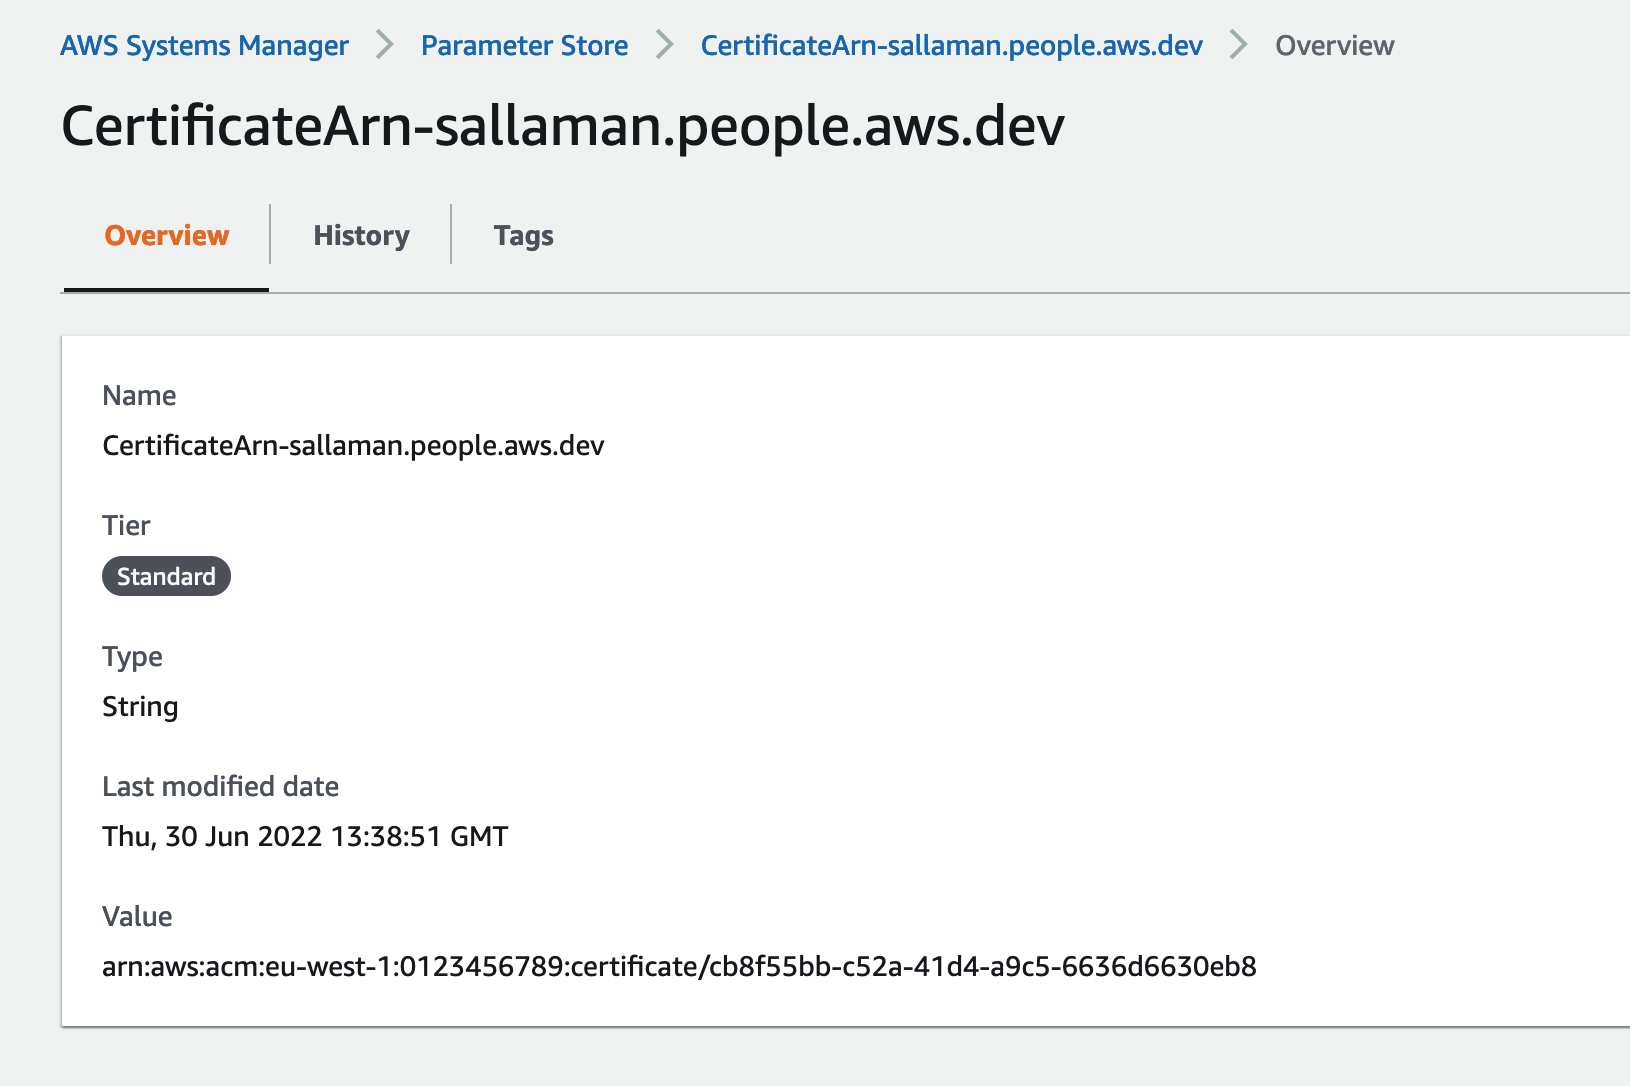 AWS Systems Manager > Parameter Store > CertificateArn-sallaman.people.aws.dev > Overview
CertificateArn-sallaman.people.aws.dev
Overview History Tags
Name
CertificateArn-sallaman.people.aws.dev
Tier
Standard
Type
String
Last modified date
Thu, 30 Jun 2022 13:38:51 GMT
Value
arn:aws:acm:eu-west-1:0123456789:certificate/cb8f55bb-c52a-41d4-a9c5-6636d6630eb8